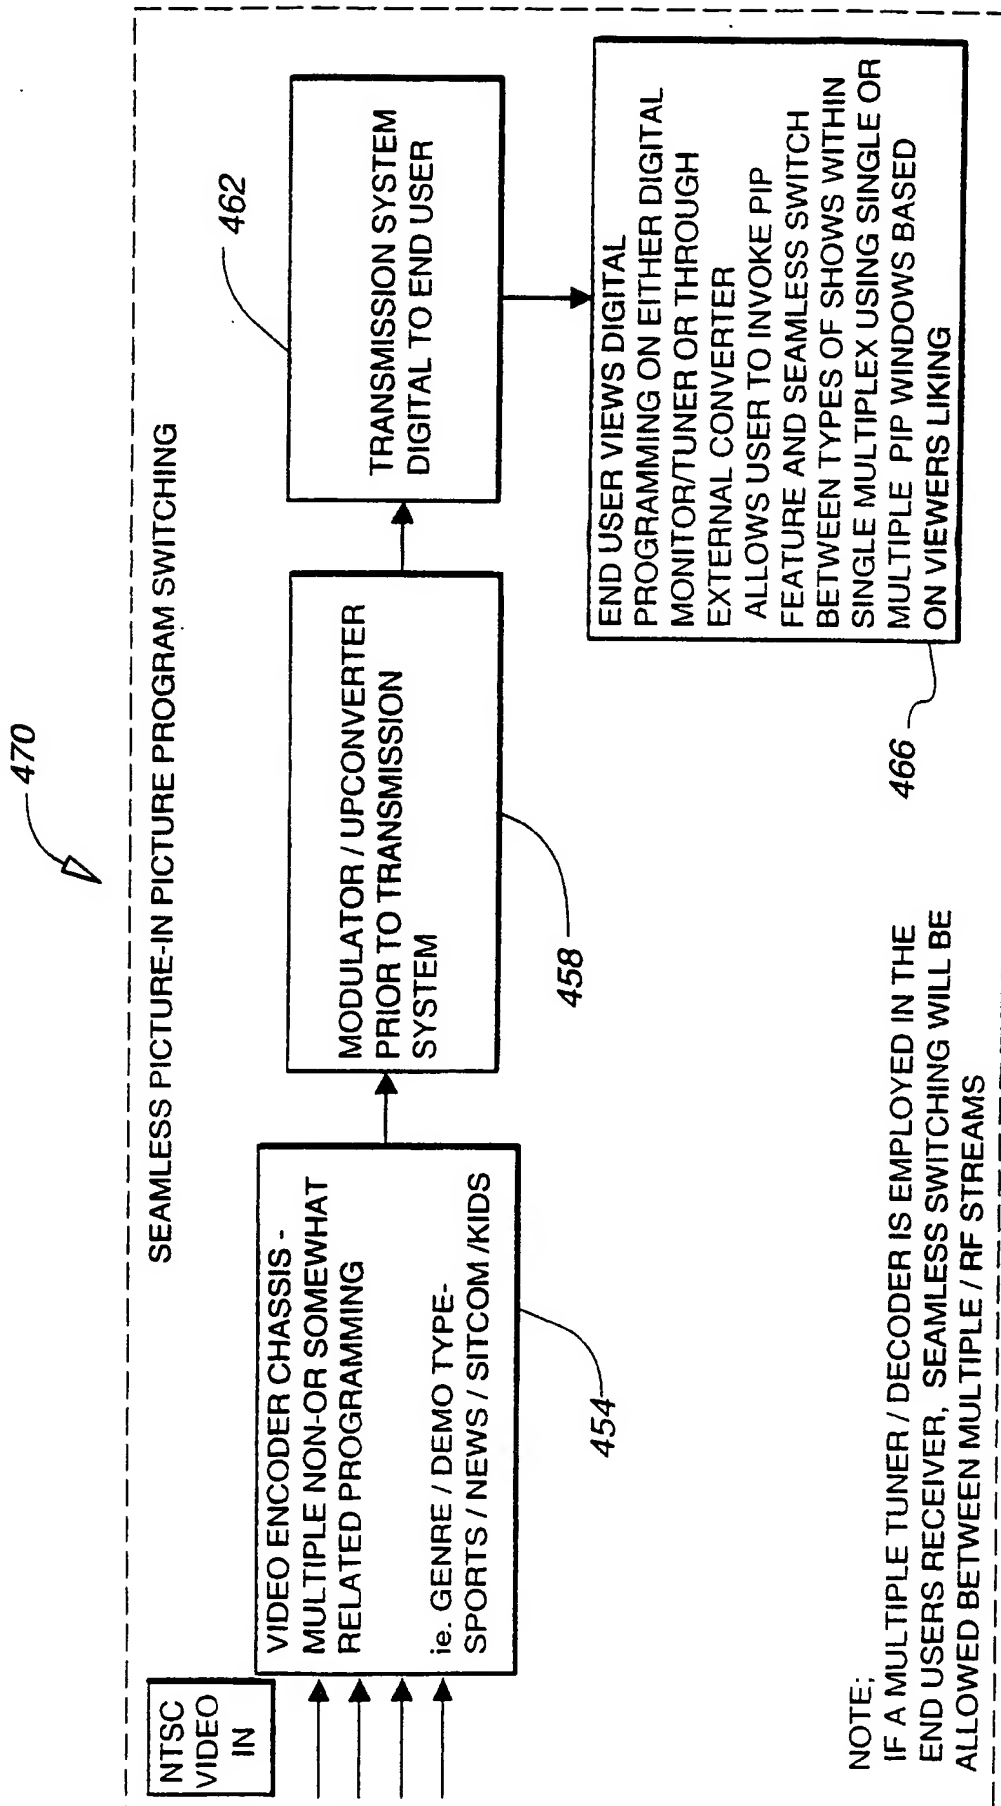 470
SEAMLESS PICTURE-IN PICTURE PROGRAM SWITCHING
NTSC
VIDEO
IN
VIDEO ENCODER CHASSIS -
MULTIPLE NON-OR SOMEWHAT
RELATED PROGRAMMING
ie. GENRE / DEMO TYPE-
SPORTS / NEWS / SITCOM /KIDS
454
MODULATOR / UPCONVERTER
PRIOR TO TRANSMISSION
SYSTEM
458
TRANSMISSION SYSTEM
DIGITAL TO END USER
462
END USER VIEWS DIGITAL
PROGRAMMING ON EITHER DIGITAL
MONITOR/TUNER OR THROUGH
EXTERNAL CONVERTER
ALLOWS USER TO INVOKE PIP
FEATURE AND SEAMLESS SWITCH
BETWEEN TYPES OF SHOWS WITHIN
SINGLE MULTIPLEX USING SINGLE OR
MULTIPLE PIP WINDOWS BASED
ON VIEWERS LIKING
466
NOTE;
IF A MULTIPLE TUNER / DECODER IS EMPLOYED IN THE
END USERS RECEIVER, SEAMLESS SWITCHING WILL BE
ALLOWED BETWEEN MULTIPLE / RF STREAMS